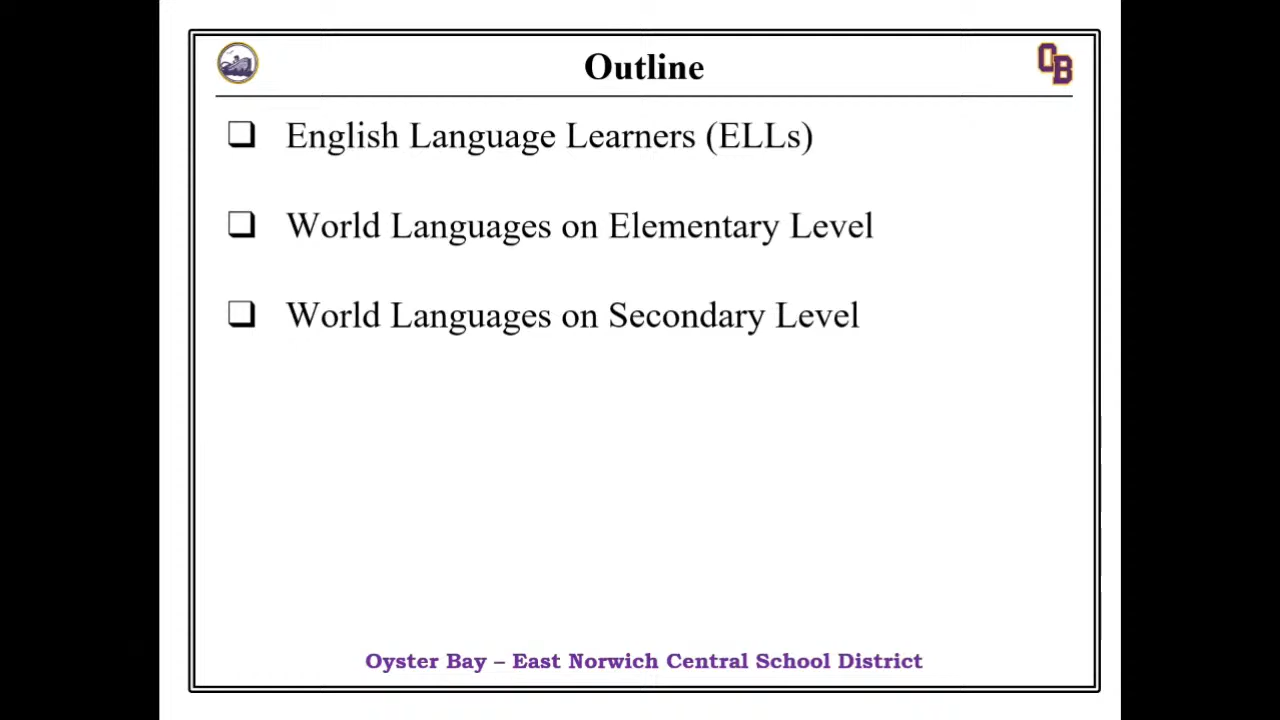 Outline
OB
English Language Learners (ELLs)
World Languages on Elementary Level
World Languages on Secondary Level
Oyster Bay – East Norwich Central School District